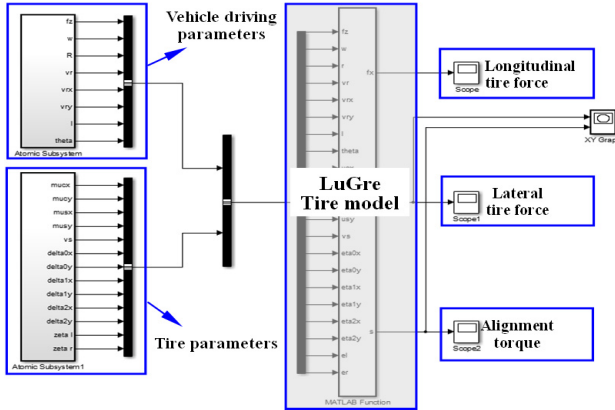 Vehicle driving
parameters
fz
w
R
vr
vrx
vry
l
theta
Atomic Subsystem
mucx
mucy
musx
musy
vs
delta0x
delta0y
delta1x
delta1y
delta2x
delta2y
zeta l
zeta r
Atomic Subsystem1
Tire parameters
fz
w
r
vr
vrx
vry
l
theta
LuGre
Tire model
usy
vs
eta0x
eta0y
eta1x
eta1y
eta2x
eta2y
el
er
fx
s
MATLAB Function
Scope
Longitudinal
tire force
XY Grap
Scope1
Lateral
tire force
Scope2
Alignment
torque